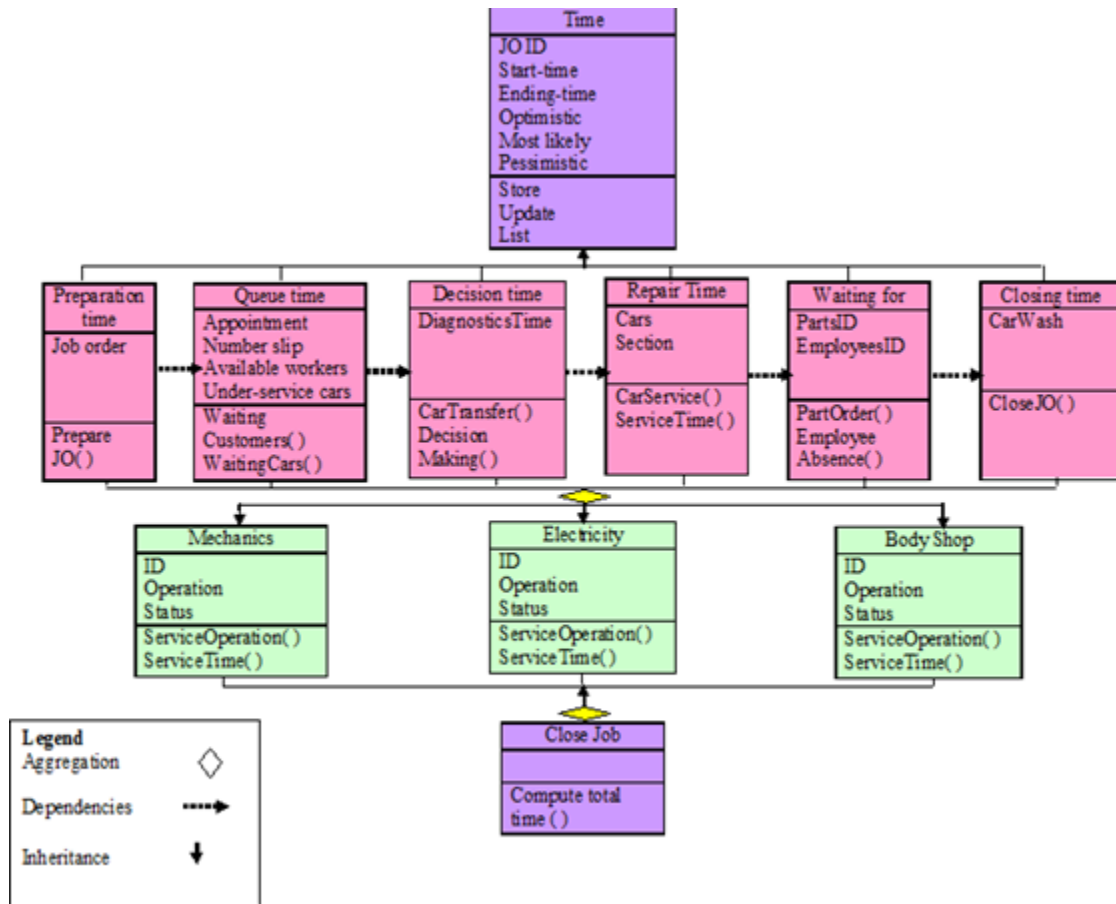 Time
JO ID
Start-time
Ending-time
Optimistic
Most likely
Pessimistic
Store
Update
List
Preparation
time
Job order
Prepare
JO( )
Queue time
Appointment
Number slip
Available workers
Under-service cars
Waiting
Customers( )
WaitingCars( )
Decision time
DiagnosticsTime
CarTransfer( )
Decision
Making( )
Repair Time
Cars
Section
CarService( )
ServiceTime( )
Waiting for
PartsID
EmployeesID
PartOrder( )
Employee
Absence( )
Closing time
CarWash
CloseJO( )
Mechanics
ID
Operation
Status
ServiceOperation( )
ServiceTime( )
Electricity
ID
Operation
Status
ServiceOperation( )
ServiceTime( )
Body Shop
ID
Operation
Status
ServiceOperation( )
ServiceTime( )
Close Job
Compute total
time ( )
Legend
Aggregation
Dependencies
Inheritance